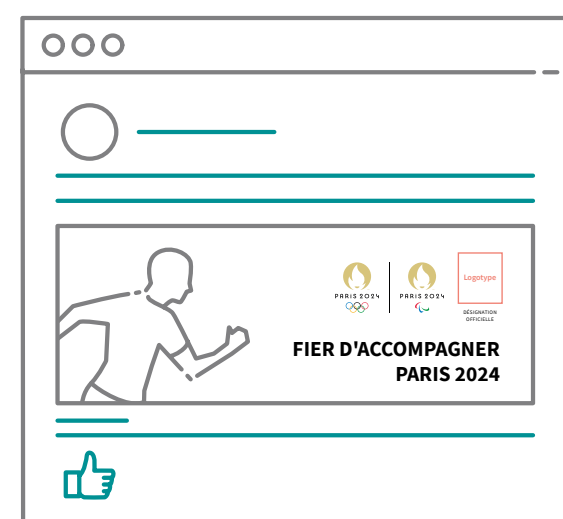 PARIS 2024
PARIS 2024
Logotype
DÉSIGNATION
OFFICIELLE
FIER D'ACCOMPAGNER
PARIS 2024